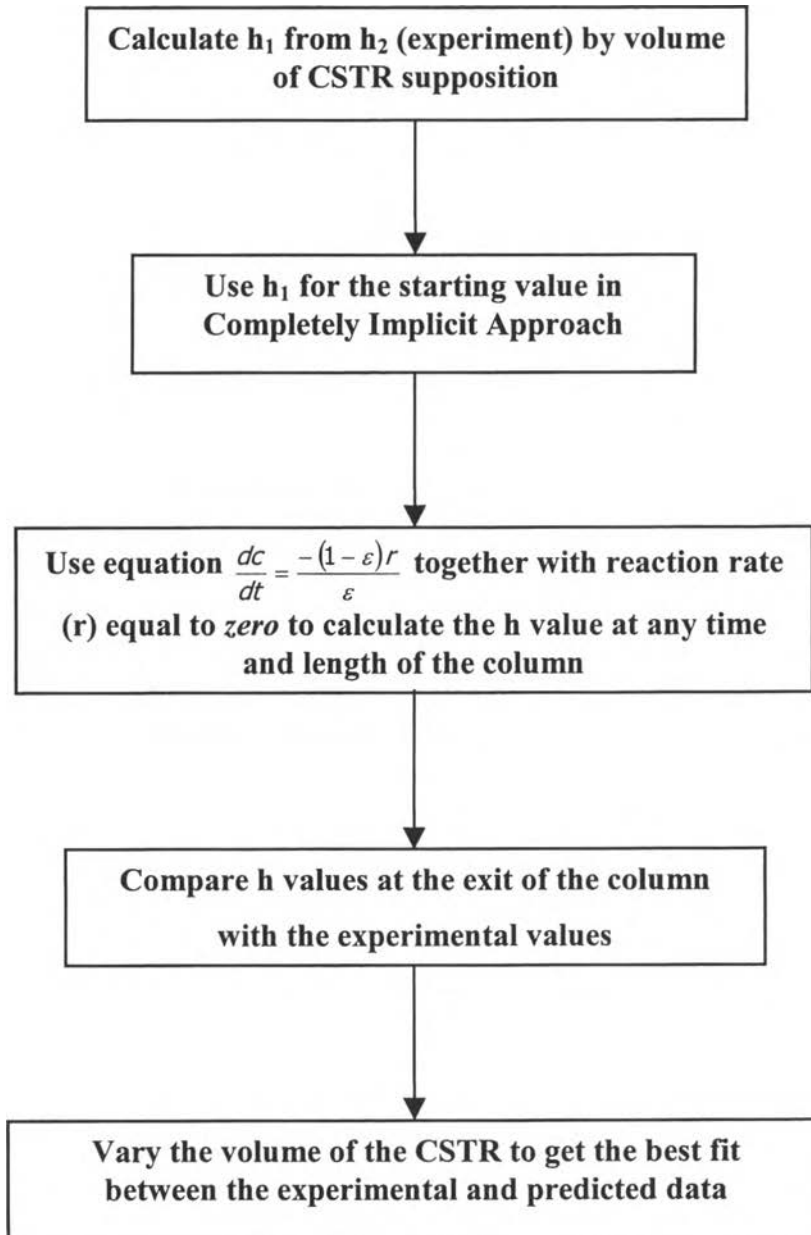 Calculate h₁ from h₂ (experiment) by volume
of CSTR supposition
Use h₁ for the starting value in
Completely Implicit Approach
Use equation dc/dt = -(1 - ε)r/ε together with reaction rate
(r) equal to zero to calculate the h value at any time
and length of the column
Compare h values at the exit of the column
with the experimental values
Vary the volume of the CSTR to get the best fit
between the experimental and predicted data